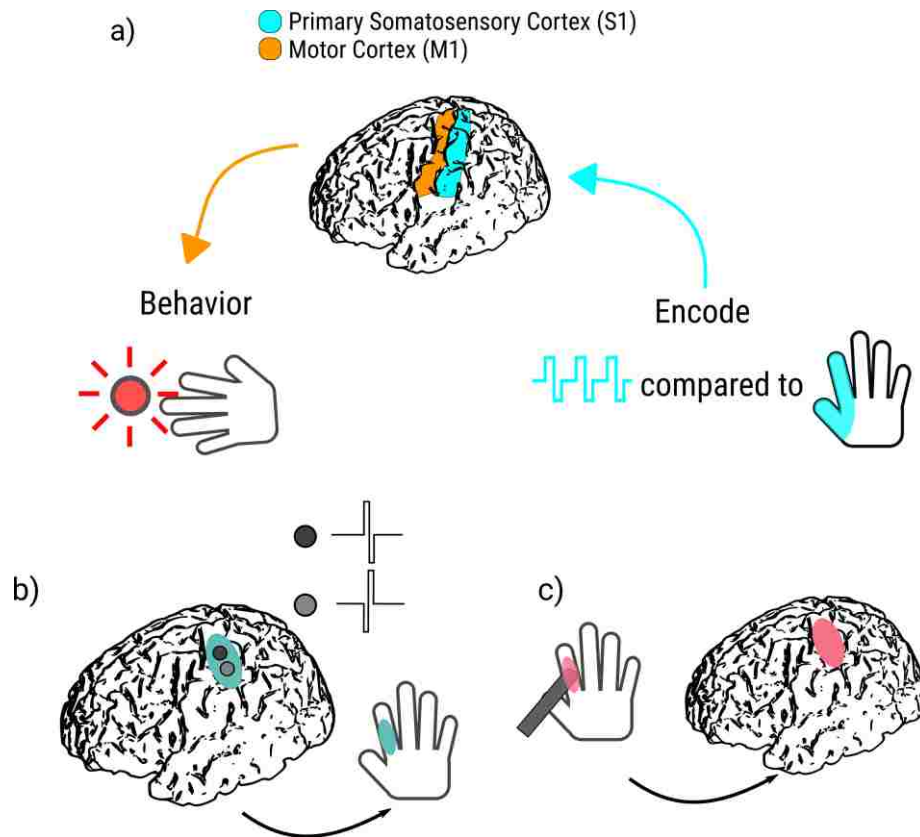 a)
Primary Somatosensory Cortex (S1)
Motor Cortex (M1)
Behavior
Encode
compared to
b)
c)